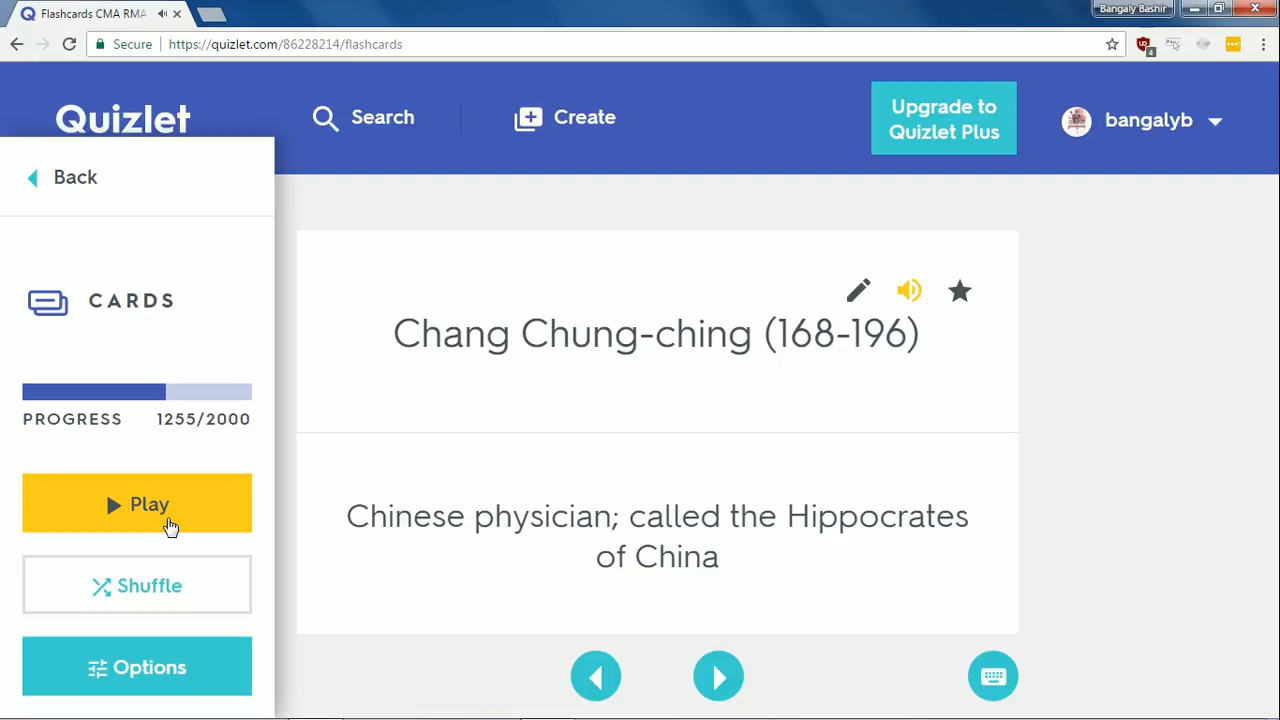 Flashcards CMA RMA
Bangaly Bashir
Secure
https://quizlet.com/86228214/flashcards
4
Quizlet
Search
Create
Upgrade to
Quizlet Plus
bangalyb
Back
CARDS
PROGRESS 1255/2000
Play
Shuffle
Options
Chang Chung-ching (168-196)
Chinese physician; called the Hippocrates
of China